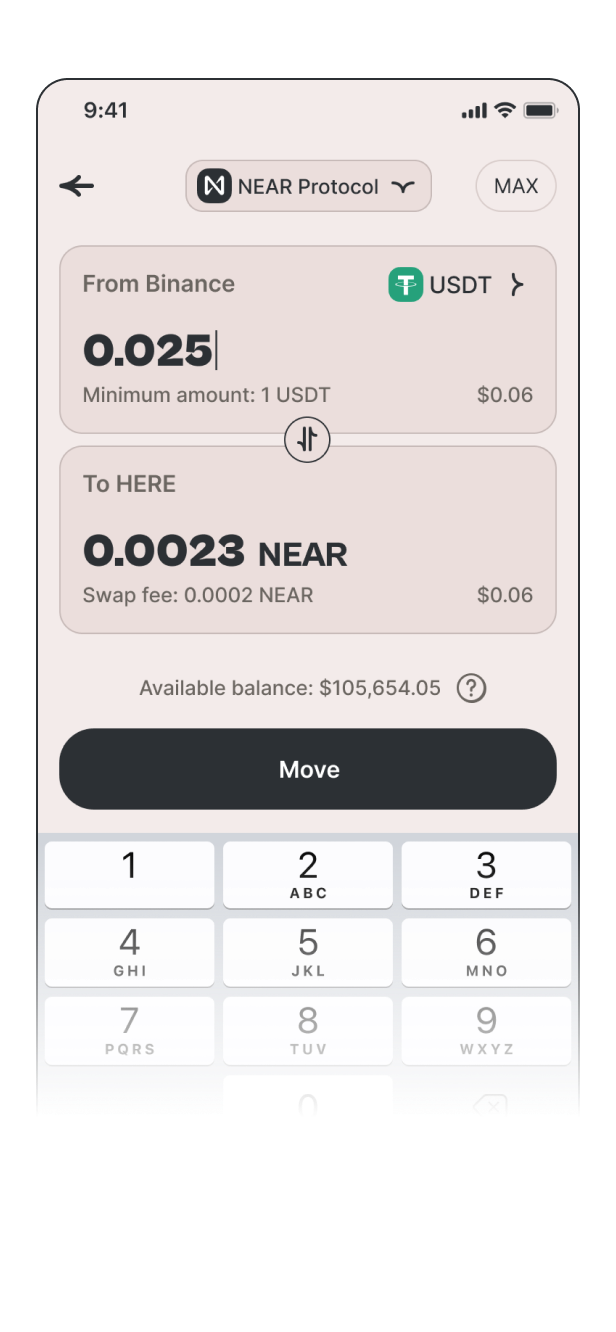 9:41
NEAR Protocol
MAX
From Binance
USDT
0.025
Minimum amount: 1 USDT
$0.06
To HERE
0.0023 NEAR
Swap fee: 0.0002 NEAR
$0.06
Available balance: $105,654.05 ?
Move
1 2 3
ABC DEF
4 5 6
GHI JKL MNO
7 8 9
PQRS TUV WXYZ
0